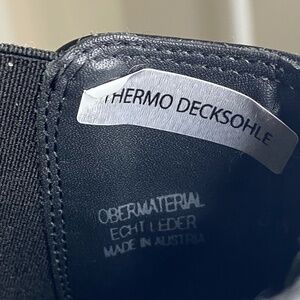 THERMO DECKSOHLE
OBERMATERIAL
ECHT LEDER
MADE IN AUSTRIA